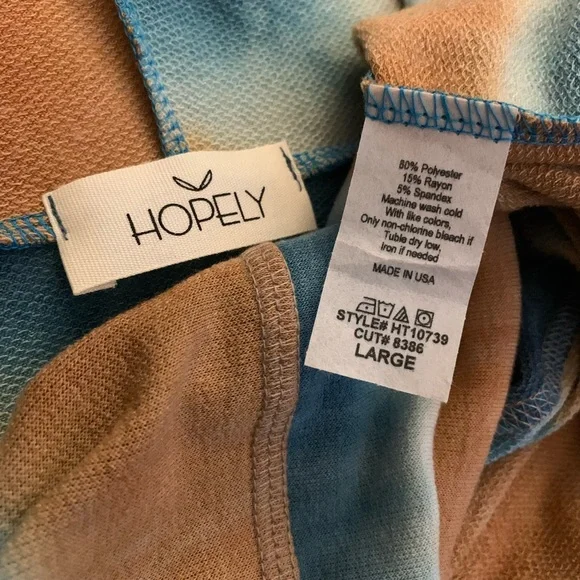 HOPELY
80% Polyester
15% Rayon
5% Spandex
Machine wash cold
With like colors,
Only non-chlorine bleach if
Tuble dry low,
Iron if needed
MADE IN USA
STYLE# HT10739
CUT# 8386
LARGE